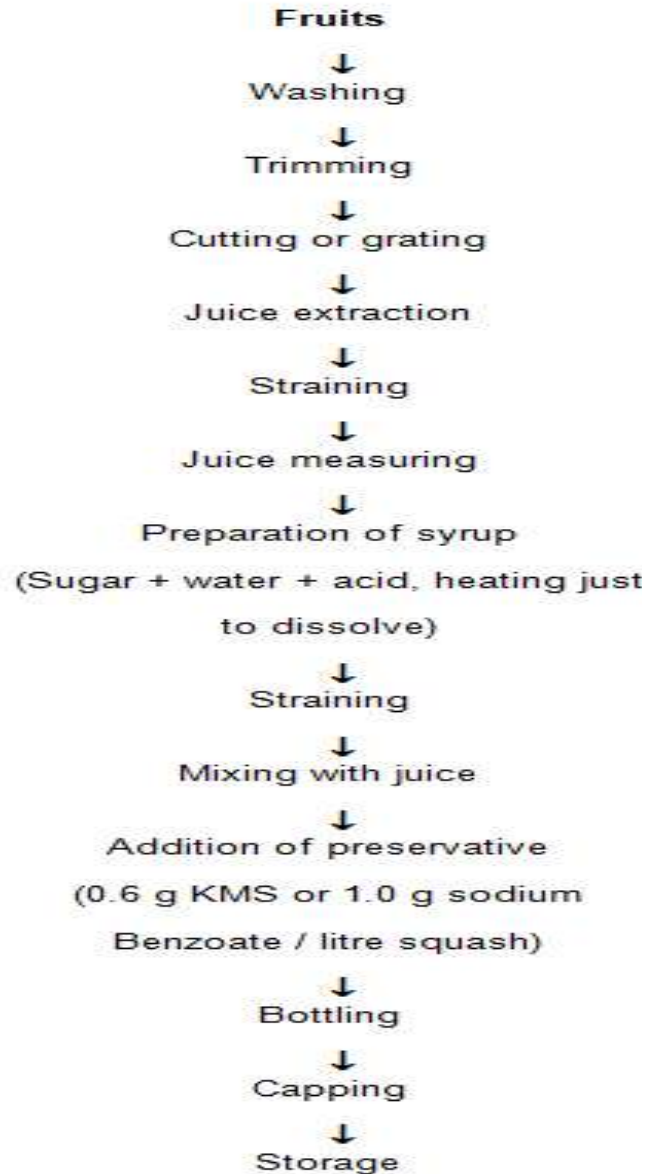 Fruits
↓
Washing
↓
Trimming
↓
Cutting or grating
↓
Juice extraction
↓
Straining
↓
Juice measuring
↓
Preparation of syrup
(Sugar + water + acid, heating just
to dissolve)
↓
Straining
↓
Mixing with juice
↓
Addition of preservative
(0.6 g KMS or 1.0 g sodium
Benzoate / litre squash)
↓
Bottling
↓
Capping
↓
Storage